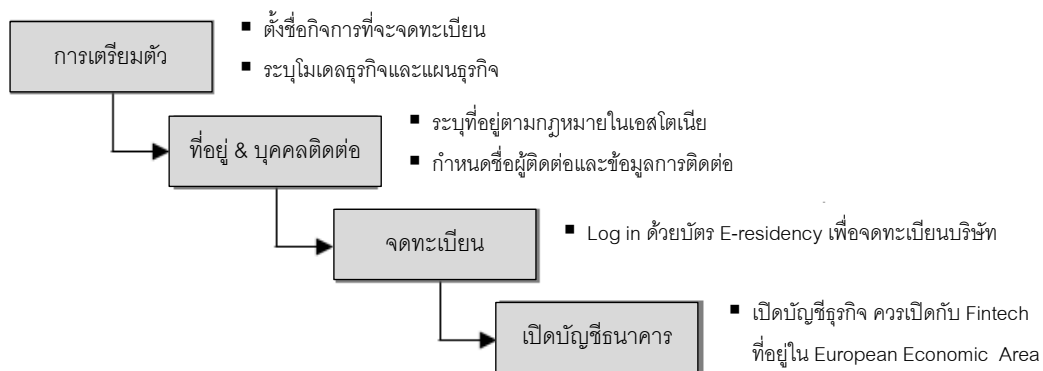 การเตรียมตัว
▪ ตั้งชื่อกิจการที่จะจดทะเบียน
▪ ระบุโมเดลธุรกิจและแผนธุรกิจ
ที่อยู่ & บุคคลติดต่อ
▪ ระบุที่อยู่ตามกฎหมายในเอสโตเนีย
▪ กำหนดชื่อผู้ติดต่อและข้อมูลการติดต่อ
จดทะเบียน
▪ Log in ด้วยบัตร E-residency เพื่อจดทะเบียนบริษัท
เปิดบัญชีธนาคาร
▪ เปิดบัญชีธุรกิจ ควรเปิดกับ Fintech
ที่อยู่ใน European Economic Area